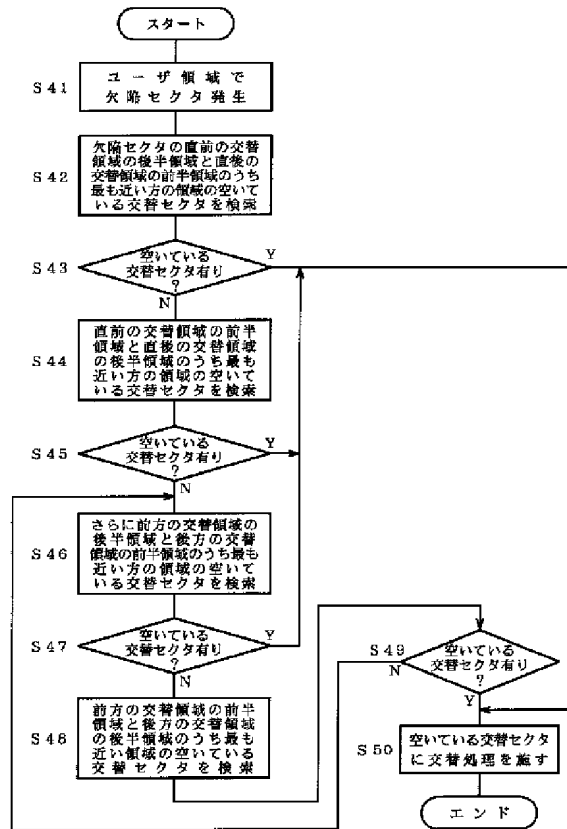 スタート
S41
ユーザ領域で
欠陥セクタ発生
S42
欠陥セクタの直前の交替
領域の後半領域と直後の
交替領域の前半領域のうち
最も近い方の領域の空いて
いる交替セクタを検索
S43
空いている
交替セクタ有り
?
Y
N
S44
直前の交替領域の前半
領域と直後の交替領域
の後半領域のうち最も
近い方の領域の空いて
いる交替セクタを検索
S45
空いている
交替セクタ有り
?
Y
N
S46
さらに前方の交替領域の
後半領域と後方の交替
領域の前半領域のうち最も
近い方の領域の空いて
いる交替セクタを検索
S47
空いている
交替セクタ有り
?
Y
N
S48
前方の交替領域の前半
領域と後方の交替領域
の後半領域のうち最も
近い領域の空いている
交替セクタを検索
S49
空いている
交替セクタ有り
?
N
Y
S50
空いている交替セクタ
に交替処理を施す
エンド